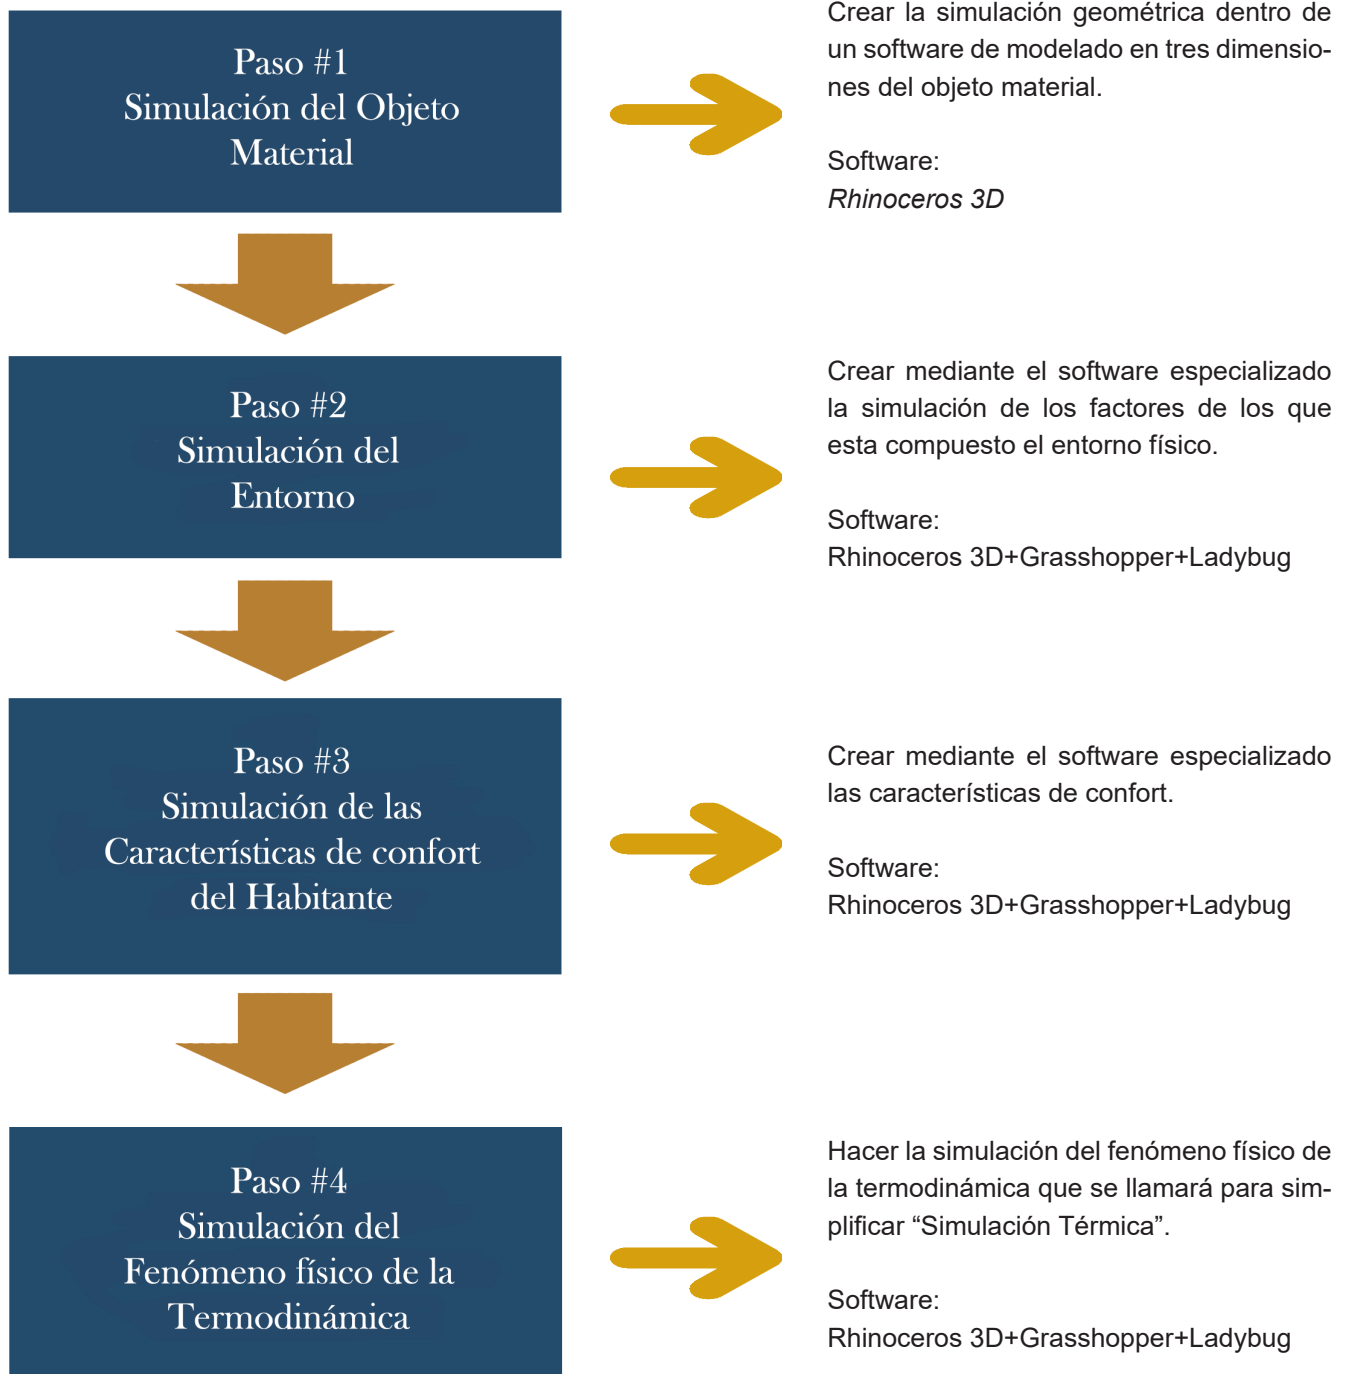 Paso #1
Simulación del Objeto
Material
Crear la simulación geométrica dentro de
un software de modelado en tres dimensio-
nes del objeto material.
Software:
Rhinoceros 3D
Paso #2
Simulación del
Entorno
Crear mediante el software especializado
la simulación de los factores de los que
esta compuesto el entorno físico.
Software:
Rhinoceros 3D+Grasshopper+Ladybug
Paso #3
Simulación de las
Características de confort
del Habitante
Crear mediante el software especializado
las características de confort.
Software:
Rhinoceros 3D+Grasshopper+Ladybug
Paso #4
Simulación del
Fenómeno físico de la
Termodinámica
Hacer la simulación del fenómeno físico de
la termodinámica que se llamará para sim-
plificar “Simulación Térmica”.
Software:
Rhinoceros 3D+Grasshopper+Ladybug